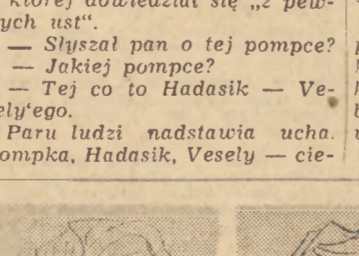 której dowiedział się „z pew-
ych ust".
— Słyszał pan o tej pompce?
— Jakiej pompce?
— Tej co to Hadasik — Ve-
ely'ego.
Paru ludzi nadstawia ucha.
ompka, Hadasik, Vesely — cie-